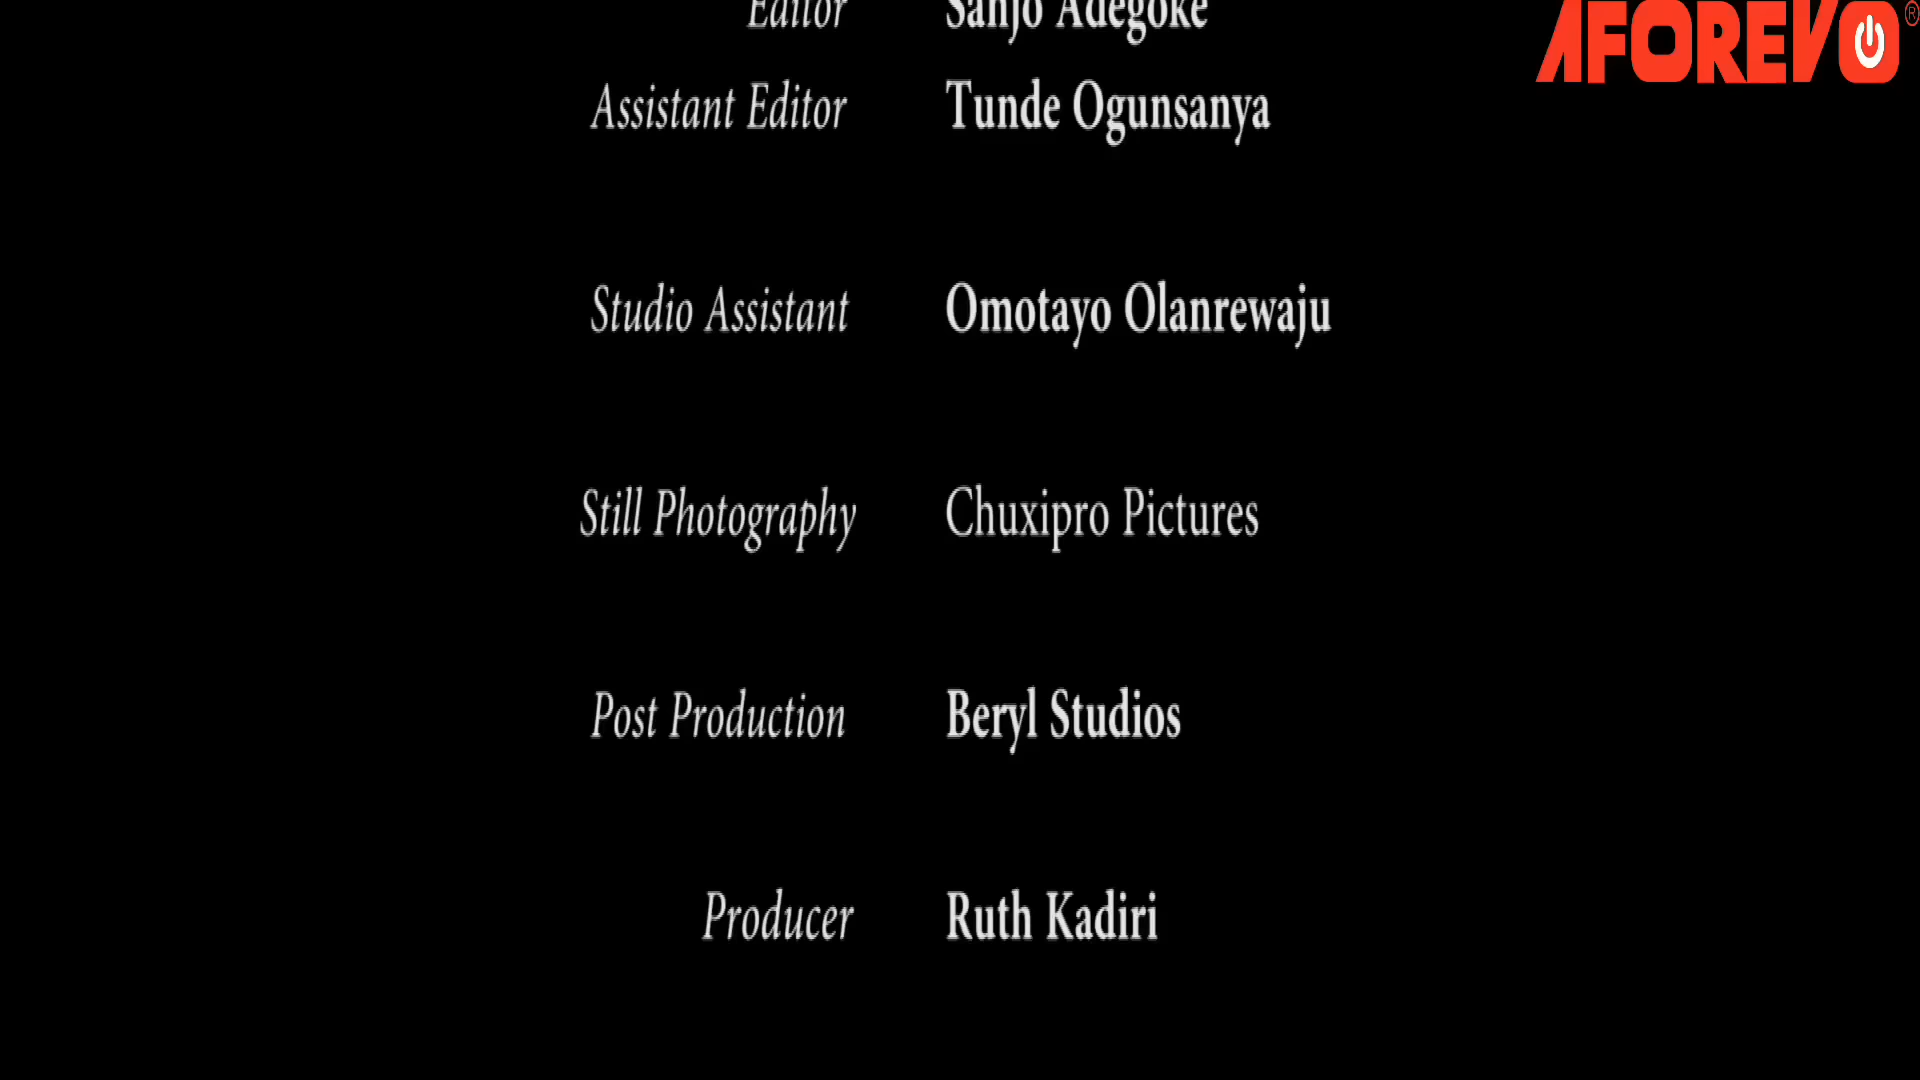 Editor Sanjo Adegoke
AFOREVO®
Assistant Editor Tunde Ogunsanya
Studio Assistant Omotayo Olanrewaju
Still Photography Chuxipro Pictures
Post Production Beryl Studios
Producer Ruth Kadiri